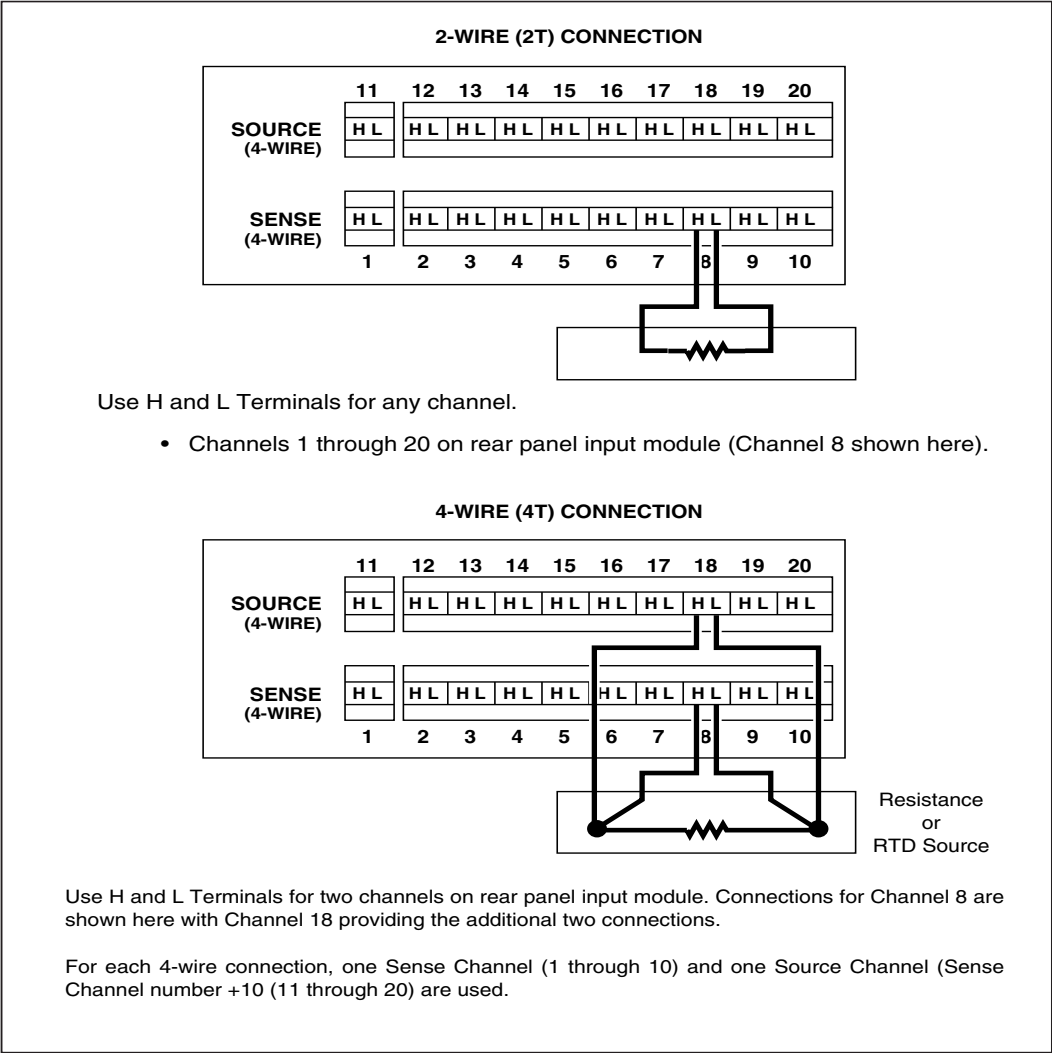 2-WIRE (2T) CONNECTION
11 12 13 14 15 16 17 18 19 20
SOURCE H L H L H L H L H L H L H L H L H L H L
(4-WIRE)
SENSE H L H L H L H L H L H L H L H L H L H L
(4-WIRE)
1 2 3 4 5 6 7 8 9 10
Use H and L Terminals for any channel.
• Channels 1 through 20 on rear panel input module (Channel 8 shown here).
4-WIRE (4T) CONNECTION
11 12 13 14 15 16 17 18 19 20
SOURCE H L H L H L H L H L H L H L H L H L H L
(4-WIRE)
SENSE H L H L H L H L H L H L H L H L H L H L
(4-WIRE)
1 2 3 4 5 6 7 8 9 10
Resistance
or
RTD Source
Use H and L Terminals for two channels on rear panel input module. Connections for Channel 8 are
shown here with Channel 18 providing the additional two connections.
For each 4-wire connection, one Sense Channel (1 through 10) and one Source Channel (Sense
Channel number +10 (11 through 20) are used.